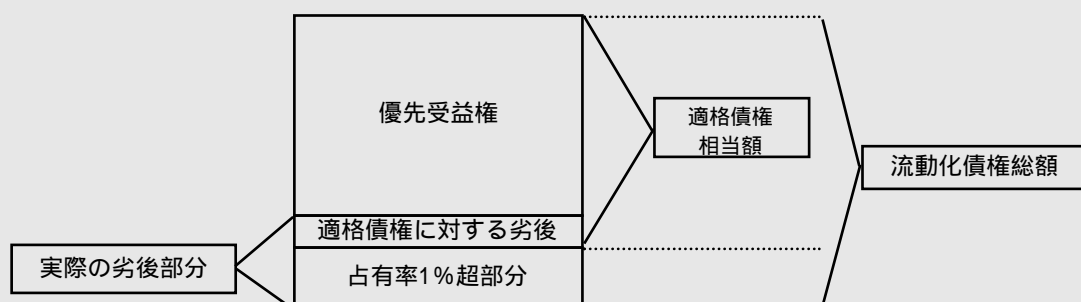 優先受益権
適格債権
相当額
流動化債権総額
適格債権に対する劣後
実際の劣後部分
占有率1%超部分